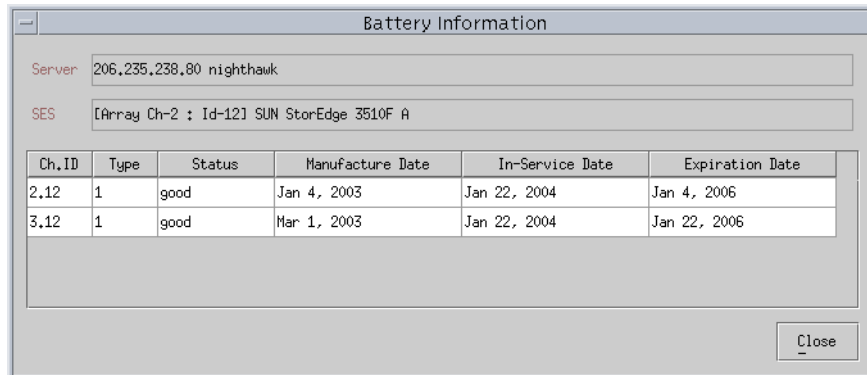 Battery Information
Server 206.235.238.80 nighthawk
SES [Array Ch-2 : Id-12] SUN StorEdge 3510F A
Ch.ID Type Status Manufacture Date In-Service Date Expiration Date
2.12 1 good Jan 4, 2003 Jan 22, 2004 Jan 4, 2006
3.12 1 good Mar 1, 2003 Jan 22, 2004 Jan 22, 2006
Close